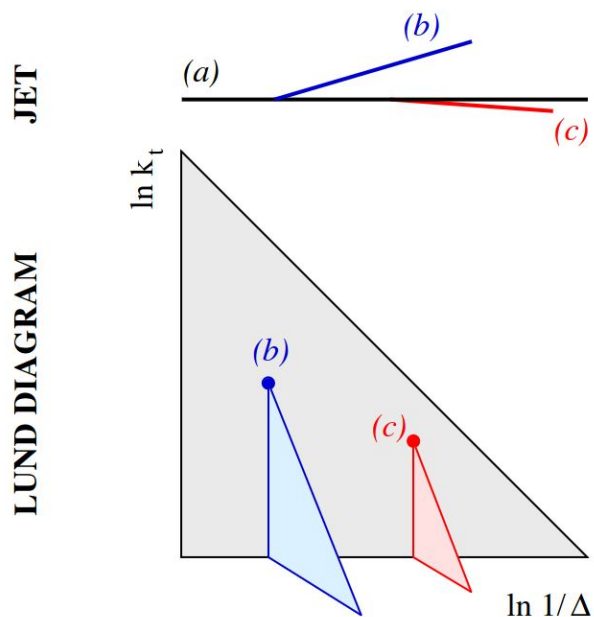 JET
(a)
(b)
(c)
LUND DIAGRAM
ln k_t
(b)
(c)
ln 1/Δ